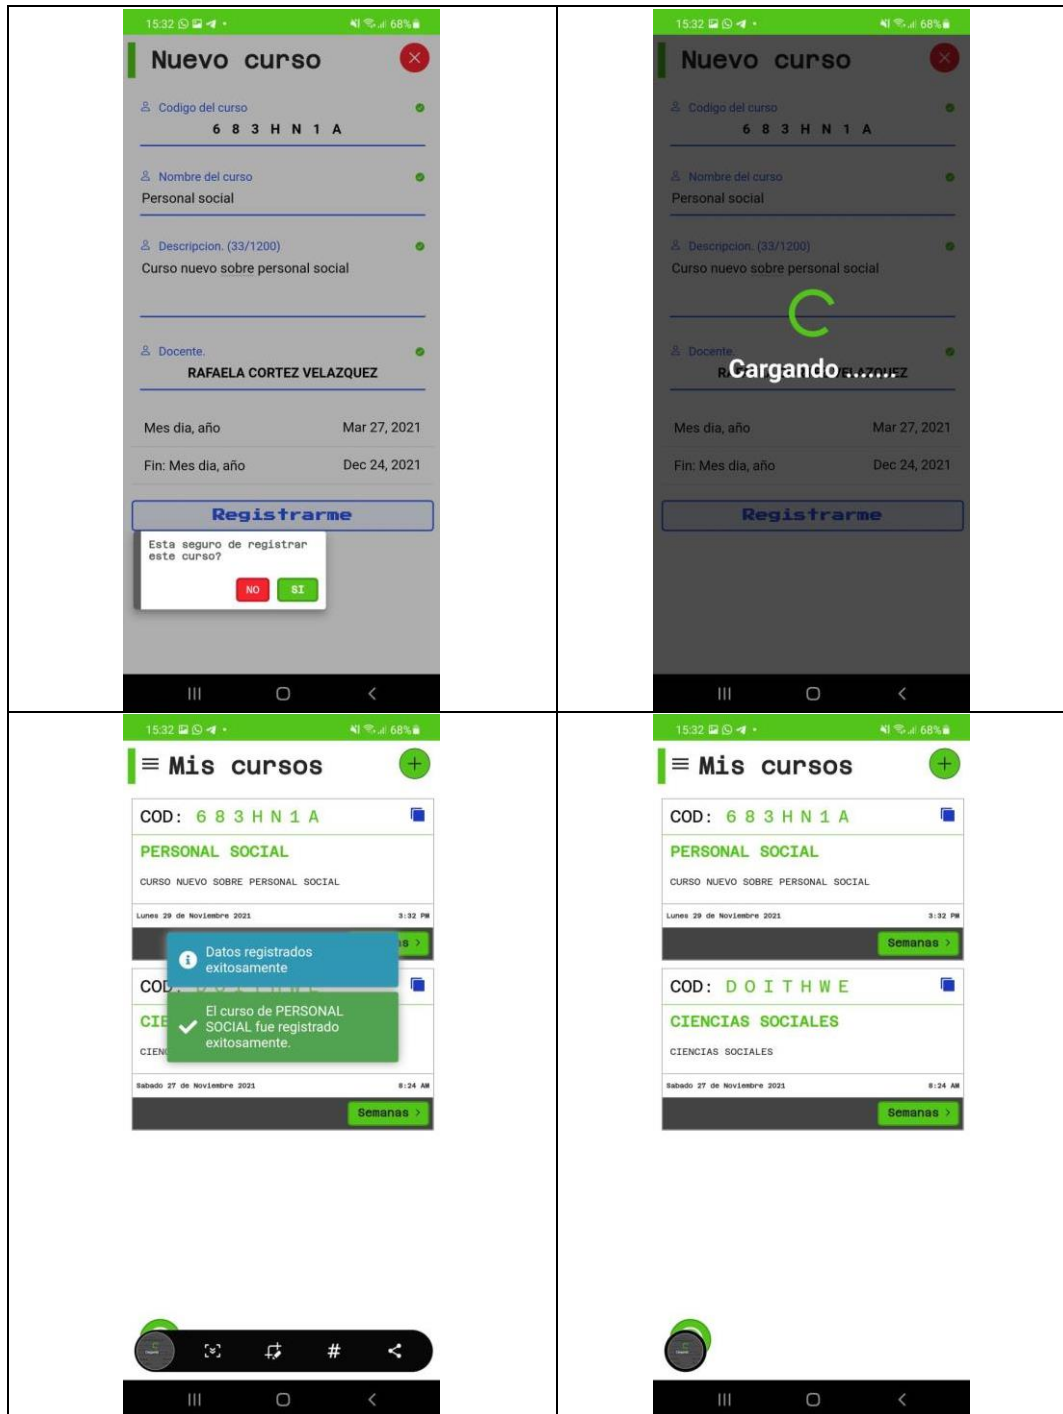 15:32 68%
Nuevo curso
Codigo del curso
6 8 3 H N 1 A
Nombre del curso
Personal social
Descripcion. (33/1200)
Curso nuevo sobre personal social
Docente.
RAFAELA CORTEZ VELAZQUEZ
Mes dia, año Mar 27, 2021
Fin: Mes dia, año Dec 24, 2021
Registrarme
Esta seguro de registrar
este curso?
NO SI
15:32 68%
Nuevo curso
Codigo del curso
6 8 3 H N 1 A
Nombre del curso
Personal social
Descripcion. (33/1200)
Curso nuevo sobre personal social
Docente.
Cargando .......
Mes dia, año Mar 27, 2021
Fin: Mes dia, año Dec 24, 2021
Registrarme
15:32 68%
Mis cursos
COD: 6 8 3 H N 1 A
PERSONAL SOCIAL
CURSO NUEVO SOBRE PERSONAL SOCIAL
Lunes 29 de Noviembre 2021 3:32 PM
Datos registrados
exitosamente
El curso de PERSONAL
SOCIAL fue registrado
exitosamente.
Sabado 27 de Noviembre 2021 8:24 AM
Semanas >
15:32 68%
Mis cursos
COD: 6 8 3 H N 1 A
PERSONAL SOCIAL
CURSO NUEVO SOBRE PERSONAL SOCIAL
Lunes 29 de Noviembre 2021 3:32 PM
Semanas >
COD: D O I T H W E
CIENCIAS SOCIALES
CIENCIAS SOCIALES
Sabado 27 de Noviembre 2021 8:24 AM
Semanas >